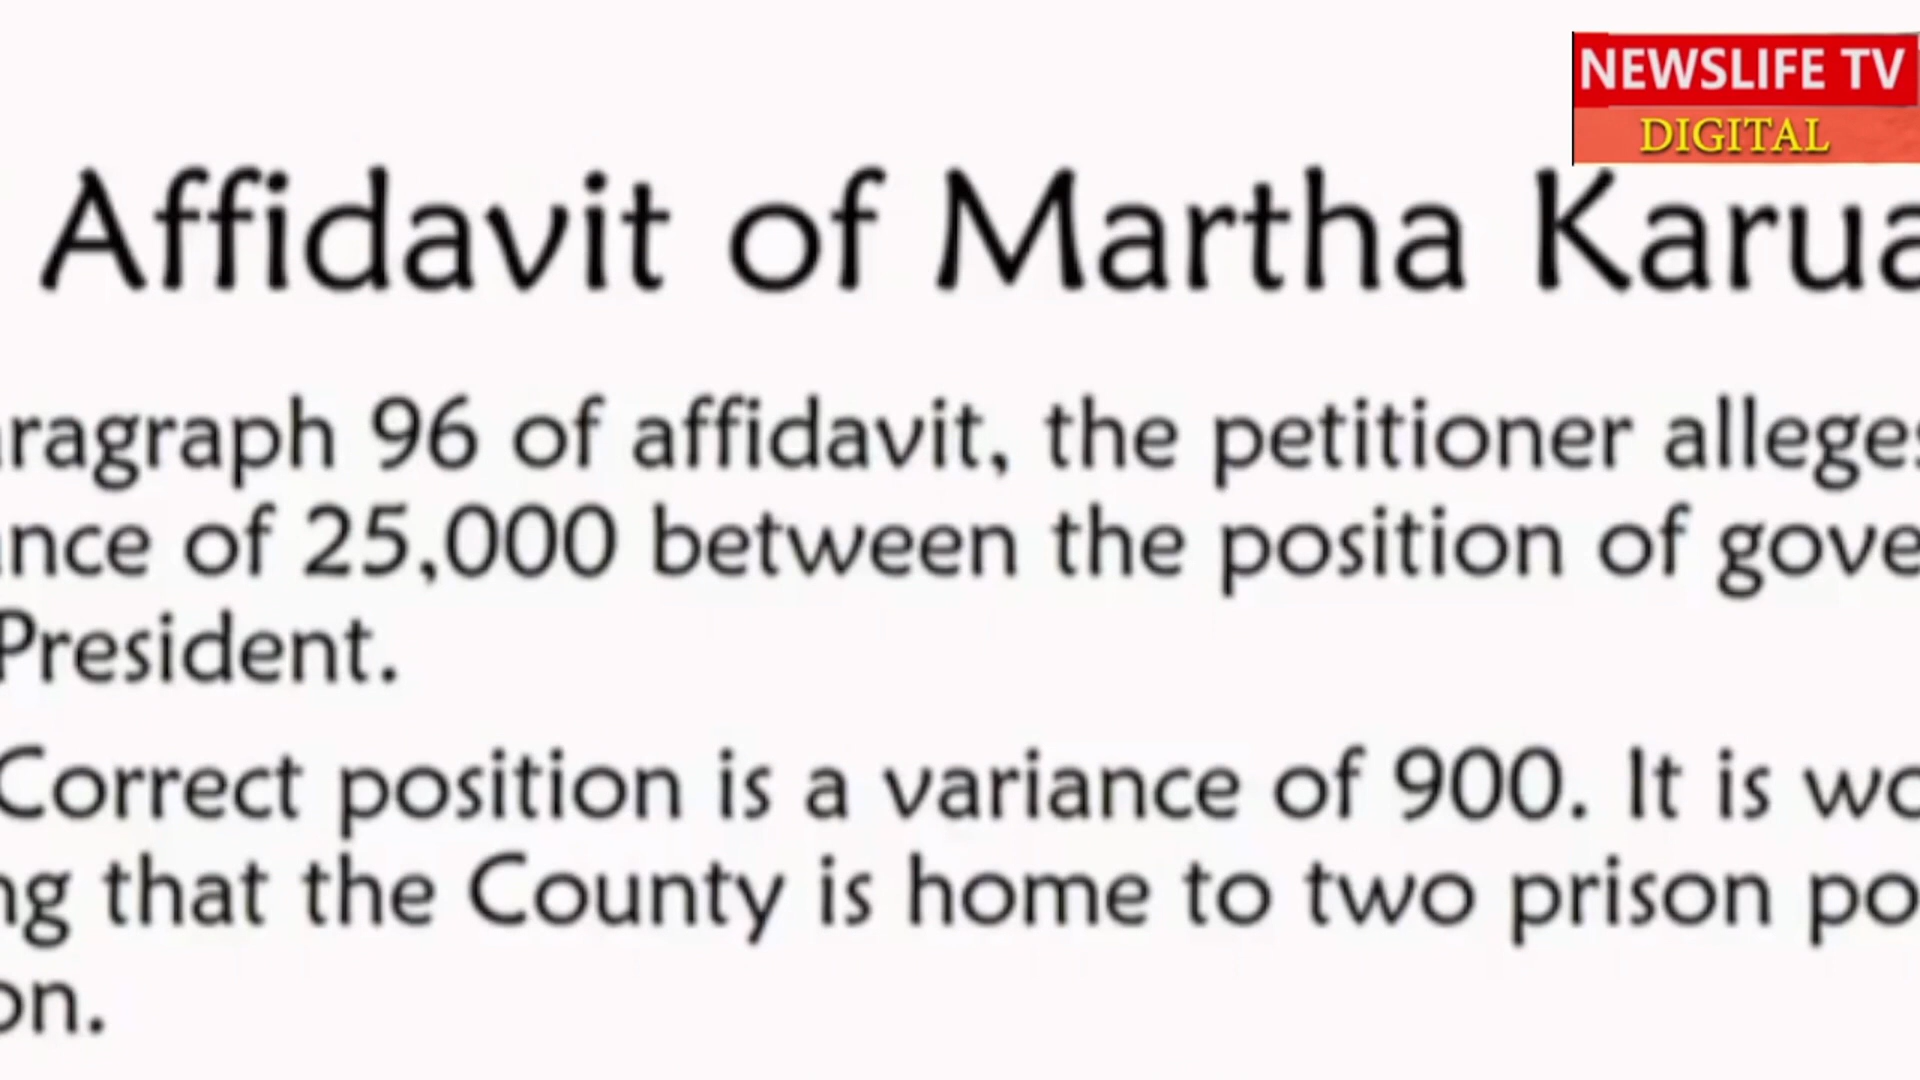 NEWSLIFE TV
DIGITAL
Affidavit of Martha Karua
ragraph 96 of affidavit, the petitioner alleges
nce of 25,000 between the position of gove
President.
Correct position is a variance of 900. It is wo
ng that the County is home to two prison po
on.